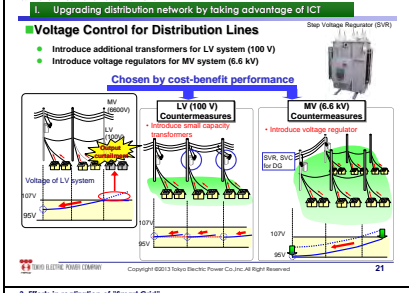 I. Upgrading distribution network by taking advantage of ICT
Voltage Control for Distribution Lines
Step Voltage Regurator (SVR)
Introduce additional transformers for LV system (100 V)
Introduce voltage regulators for MV system (6.6 kV)
Chosen by cost-benefit performance
MV
(6600V)
LV
(100V)
Output
curtailment
Voltage of LV system
107V
95V
LV (100 V)
Countermeasures
• Introduce small capacity
transformers
107V
95V
MV (6.6 kV)
Countermeasures
• Introduce voltage regulator
SVR, SVC
for DG
107V
95V
TOKYO ELECTRIC POWER COMPANY
Copyright ©2013 Tokyo Electric Power Co.,Inc.All Right Reserved
21